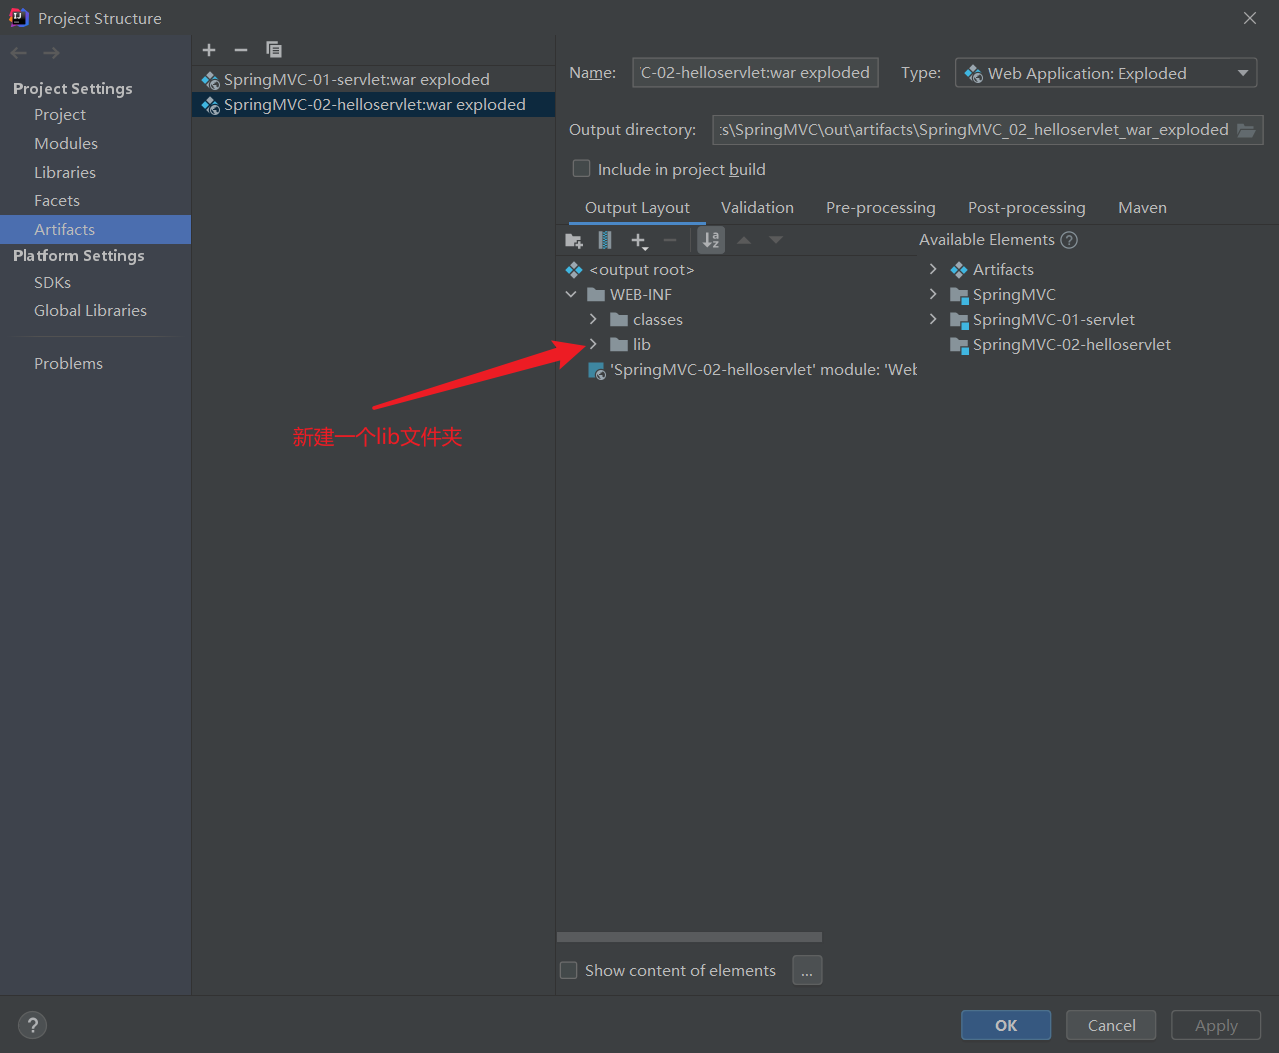 Project Structure
Project Settings
Project
Modules
Libraries
Facets
Artifacts
Platform Settings
SDKs
Global Libraries
Problems
SpringMVC-01-servlet:war exploded
SpringMVC-02-helloservlet:war exploded
Name: C-02-helloservlet:war exploded Type: Web Application: Exploded
Output directory: :s\SpringMVC\out\artifacts\SpringMVC_02_helloservlet_war_exploded
Include in project build
Output Layout Validation Pre-processing Post-processing Maven
Available Elements ?
<output root>
WEB-INF
classes
lib
'SpringMVC-02-helloservlet' module: 'Web
Artifacts
SpringMVC
SpringMVC-01-servlet
SpringMVC-02-helloservlet
新建一个lib文件夹
Show content of elements ...
? OK Cancel Apply